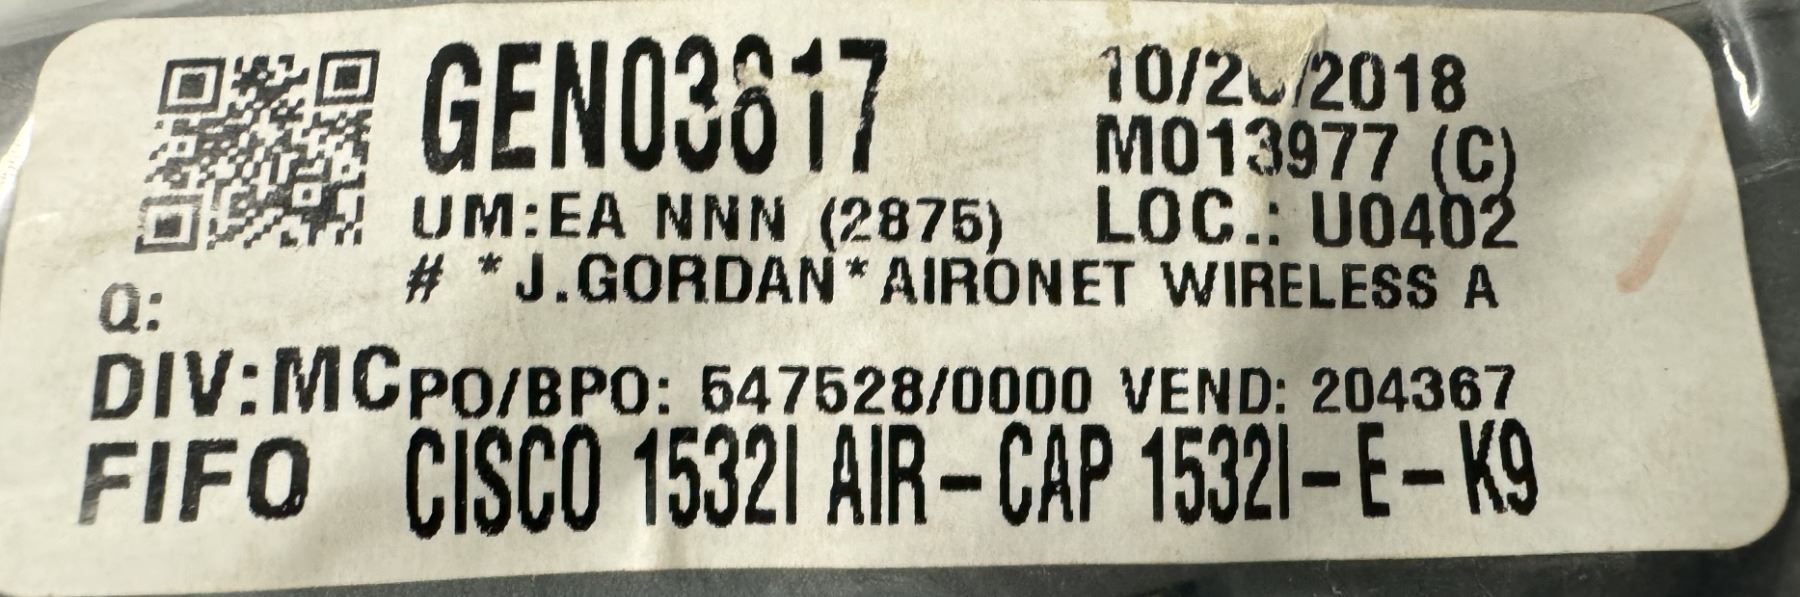 GEN03617
10/2 /2018
M013977 (C)
UM:EA NNN (2875)
LOC.: U0402
# *J.GORDAN*AIRONET WIRELESS A
Q:
DIV:MC
PO/BPO: 547528/0000 VEND: 204367
FIFO
CISCO 1532I AIR-CAP 1532I-E-K9